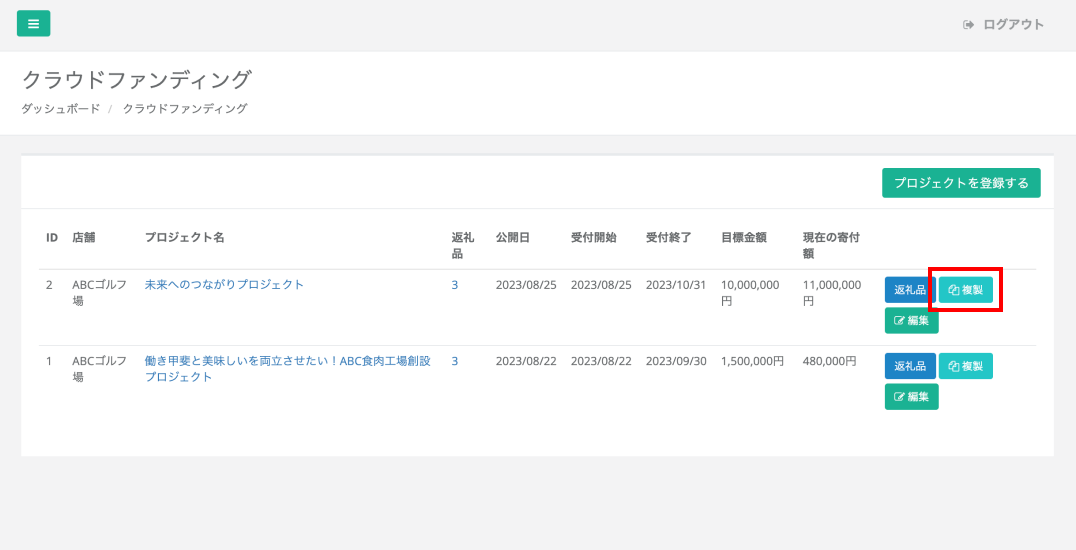 ログアウト
クラウドファンディング
ダッシュボード / クラウドファンディング
プロジェクトを登録する
ID 店舗 プロジェクト名 返礼品 公開日 受付開始 受付終了 目標金額 現在の寄付額
2 ABCゴルフ場 未来へのつながりプロジェクト 3 2023/08/25 2023/08/25 2023/10/31 10,000,000円 11,000,000円 返礼品 複製
編集
1 ABCゴルフ場 働き甲斐と美味しいを両立させたい！ABC食肉工場創設プロジェクト 3 2023/08/22 2023/08/22 2023/09/30 1,500,000円 480,000円 返礼品 複製
編集